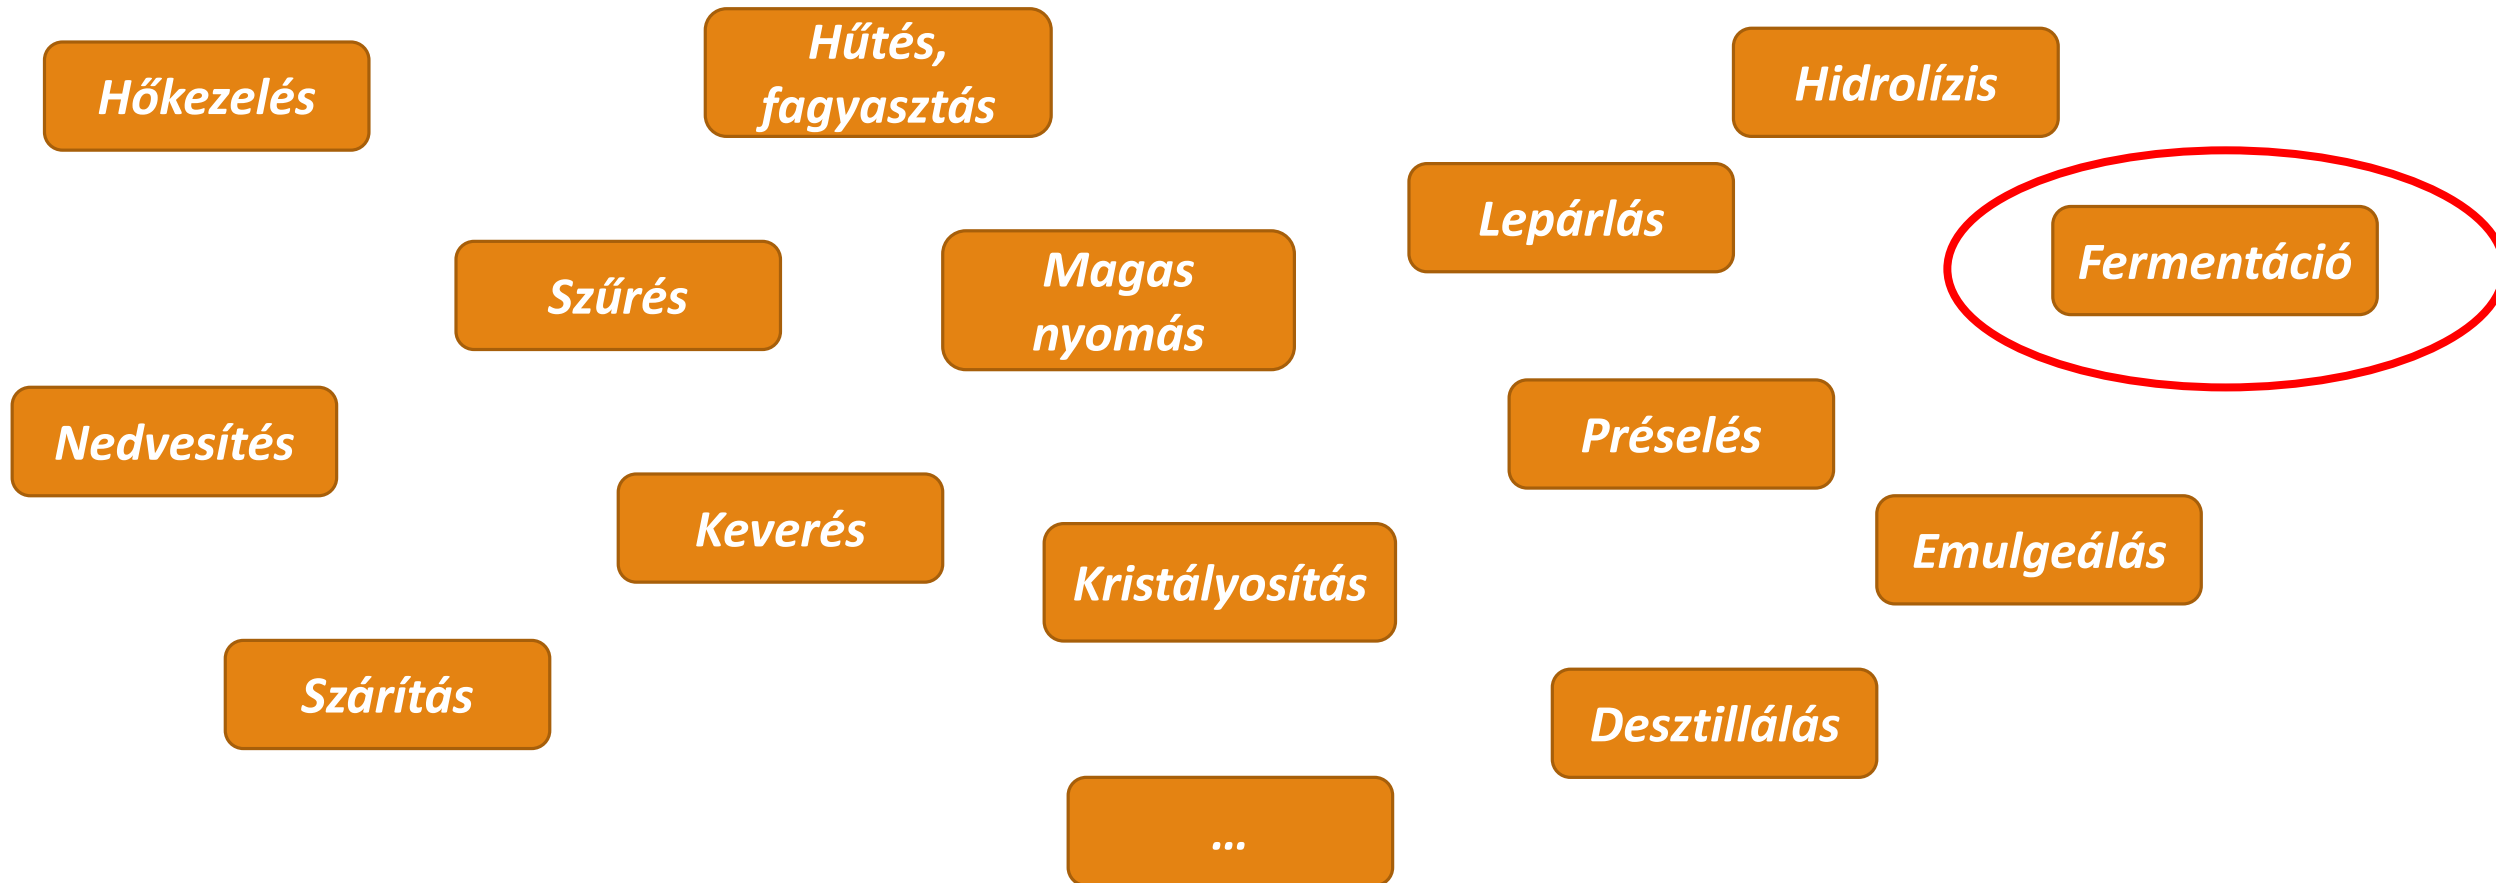 Hőkezelés
Hűtés,
fagyasztás
Hidrolízis
Lepárlás
Fermentáció
Szűrés
Magas
nyomás
Nedvesítés
Préselés
Keverés
Emulgeálás
Kristályosítás
Szárítás
Desztillálás
...